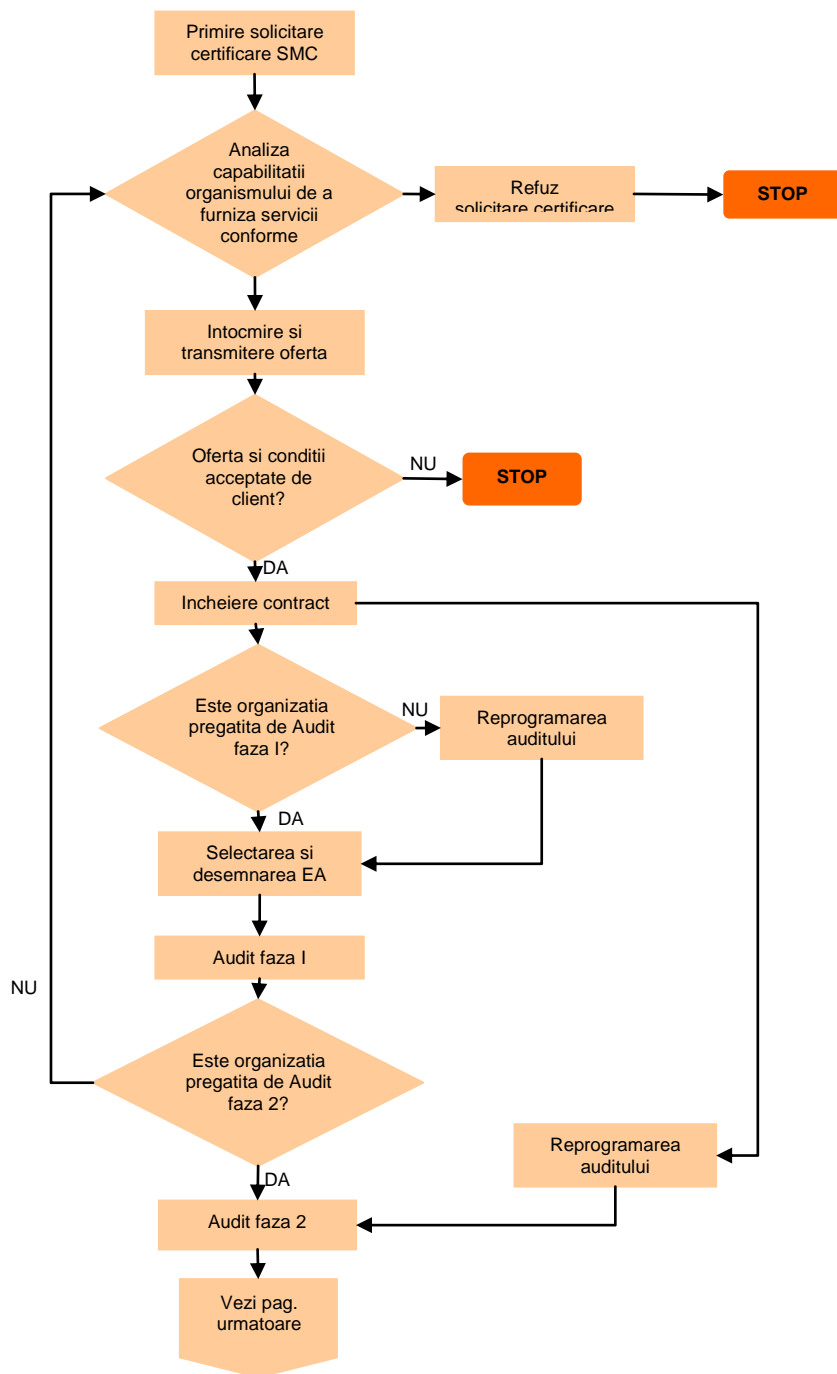 Primire solicitare
certificare SMC
Analiza
capabilitatii
organismului de a
furniza servicii
conforme
Refuz
solicitare certificare
STOP
Intocmire si
transmitere oferta
Oferta si conditii
acceptate de
client?
NU
STOP
DA
Incheiere contract
Este organizatia
pregatita de Audit
faza I?
NU
Reprogramarea
auditului
DA
Selectarea si
desemnarea EA
Audit faza I
NU
Este organizatia
pregatita de Audit
faza 2?
Reprogramarea
auditului
DA
Audit faza 2
Vezi pag.
urmatoare